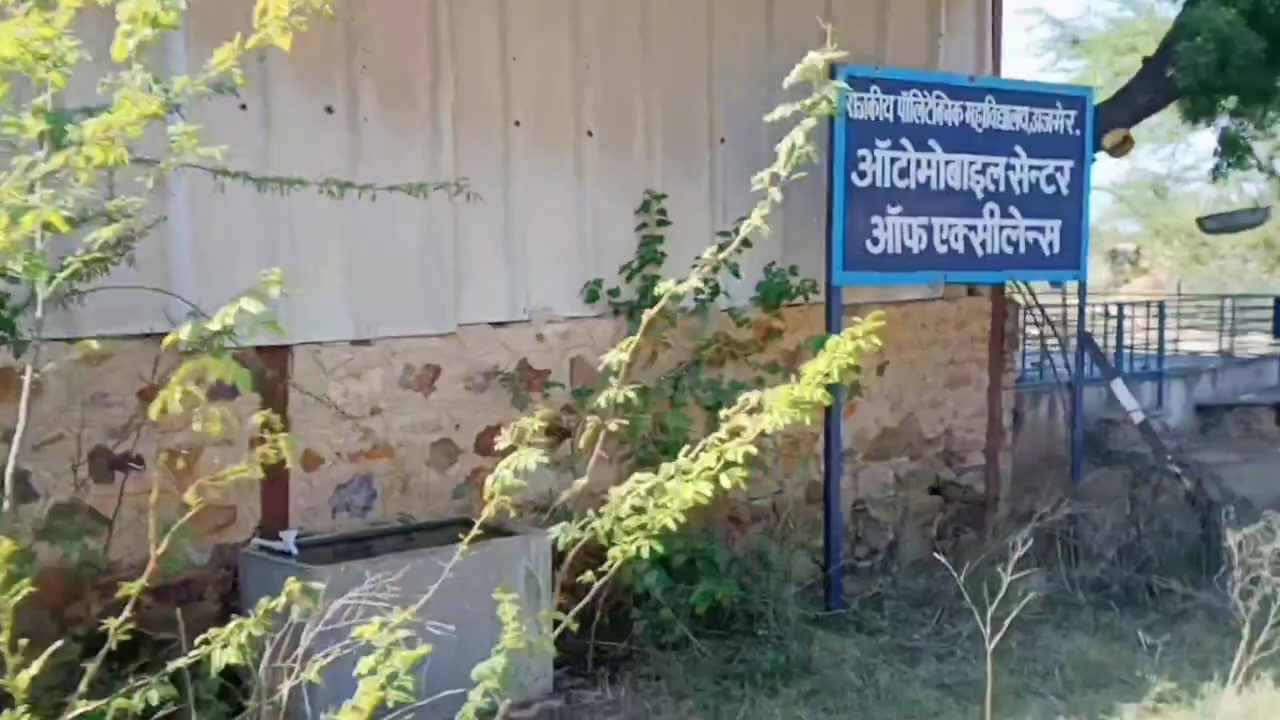 राजकीय पॉलिटेक्निक महाविद्यालय,अजमेर.
ऑटोमोबाइल सेन्टर
ऑफ एक्सीलेन्स